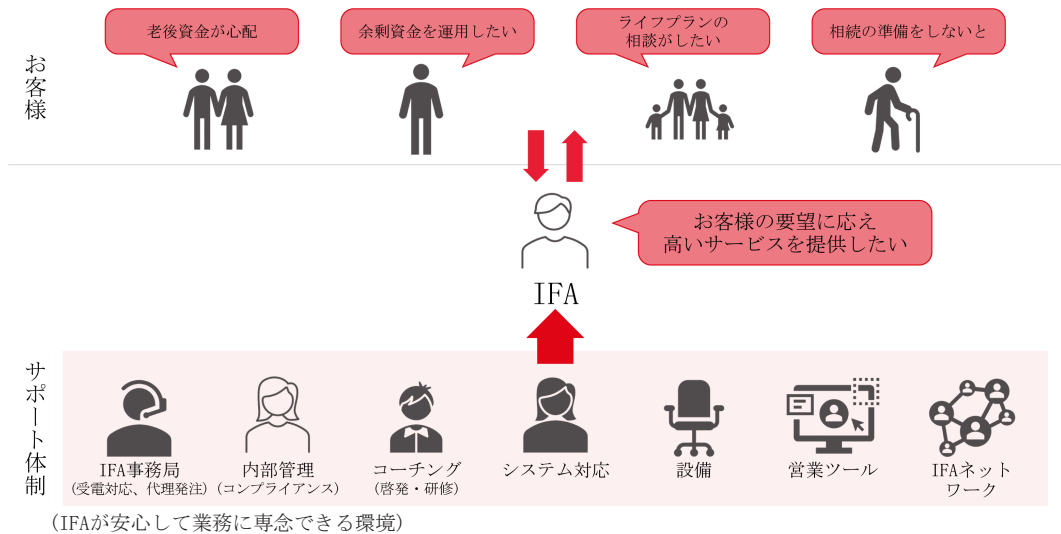 老後資金が心配
余剰資金を運用したい
ライフプランの
相談がしたい
相続の準備をしないと
お客様
お客様の要望に応え
高いサービスを提供したい
IFA
サポート体制
IFA事務局
(受電対応、代理発注)
内部管理
(コンプライアンス)
コーチング
(啓発・研修)
システム対応
設備
営業ツール
IFAネット
ワーク
(IFAが安心して業務に専念できる環境)